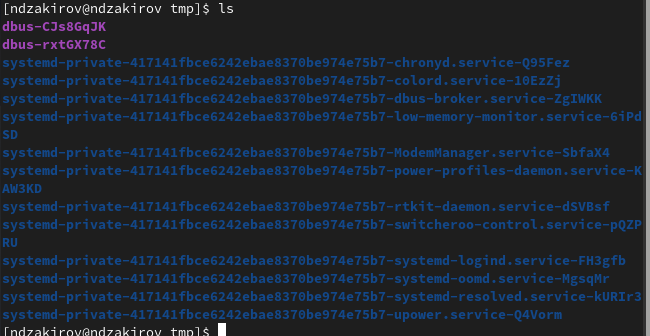 [ndzakirov@ndzakirov tmp]$ ls
dbus-CJs8GqJK
dbus-rxtGX78C
systemd-private-417141fbce6242ebae8370be974e75b7-chronyd.service-Q95Fez
systemd-private-417141fbce6242ebae8370be974e75b7-colord.service-10EzZj
systemd-private-417141fbce6242ebae8370be974e75b7-dbus-broker.service-ZgIWKK
systemd-private-417141fbce6242ebae8370be974e75b7-low-memory-monitor.service-6iPd
SD
systemd-private-417141fbce6242ebae8370be974e75b7-ModemManager.service-SbfaX4
systemd-private-417141fbce6242ebae8370be974e75b7-power-profiles-daemon.service-K
AW3KD
systemd-private-417141fbce6242ebae8370be974e75b7-rtkit-daemon.service-dSVBsf
systemd-private-417141fbce6242ebae8370be974e75b7-switcheroo-control.service-pQZP
RU
systemd-private-417141fbce6242ebae8370be974e75b7-systemd-logind.service-FH3gfb
systemd-private-417141fbce6242ebae8370be974e75b7-systemd-oomd.service-MgsqMr
systemd-private-417141fbce6242ebae8370be974e75b7-systemd-resolved.service-kURIr3
systemd-private-417141fbce6242ebae8370be974e75b7-upower.service-Q4Vorm
[ndzakirov@ndzakirov tmp]$